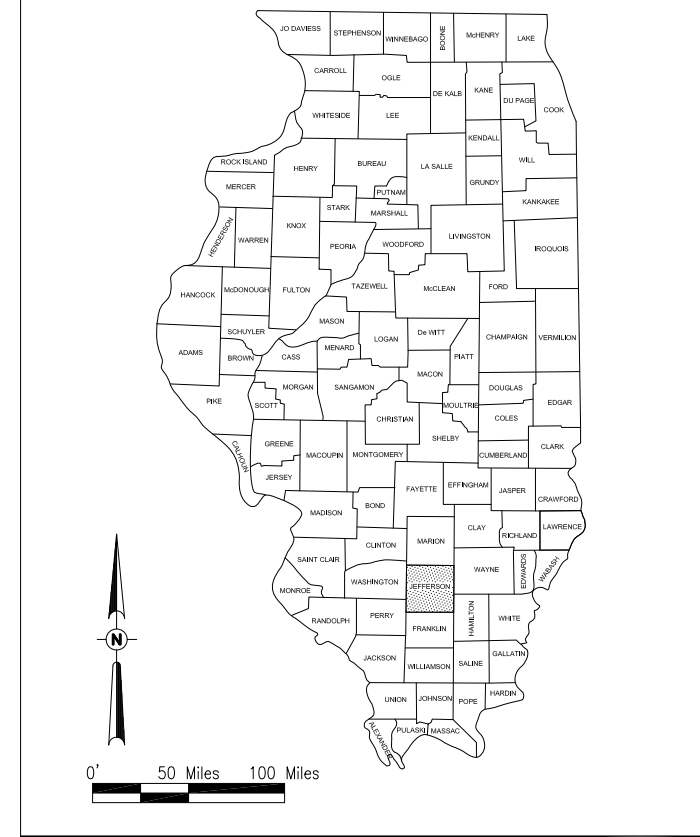 JO DAVIESS
STEPHENSON
WINNEBAGO
BOONE
McHENRY
LAKE
CARROLL
OGLE
DE KALB
KANE
DU PAGE
COOK
WHITESIDE
LEE
KENDALL
ROCK ISLAND
HENRY
BUREAU
LA SALLE
WILL
GRUNDY
MERCER
PUTNAM
KANKAKEE
STARK
MARSHALL
HENDERSON
WARREN
KNOX
PEORIA
WOODFORD
LIVINGSTON
IROQUOIS
HANCOCK
McDONOUGH
FULTON
TAZEWELL
McCLEAN
FORD
MASON
SCHUYLER
LOGAN
De WITT
CHAMPAIGN
VERMILION
ADAMS
BROWN
CASS
MENARD
PIATT
MACON
PIKE
SCOTT
MORGAN
SANGAMON
DOUGLAS
EDGAR
CHRISTIAN
MOULTRIE
COLES
CALHOUN
GREENE
MACOUPIN
MONTGOMERY
SHELBY
CUMBERLAND
CLARK
JERSEY
FAYETTE
EFFINGHAM
JASPER
CRAWFORD
MADISON
BOND
CLAY
RICHLAND
LAWRENCE
SAINT CLAIR
CLINTON
MARION
WAYNE
EDWARDS
WABASH
MONROE
WASHINGTON
JEFFERSON
RANDOLPH
PERRY
FRANKLIN
HAMILTON
WHITE
JACKSON
WILLIAMSON
SALINE
GALLATIN
UNION
JOHNSON
POPE
HARDIN
ALEXANDER
PULASKI
MASSAC
N
0' 50 Miles 100 Miles